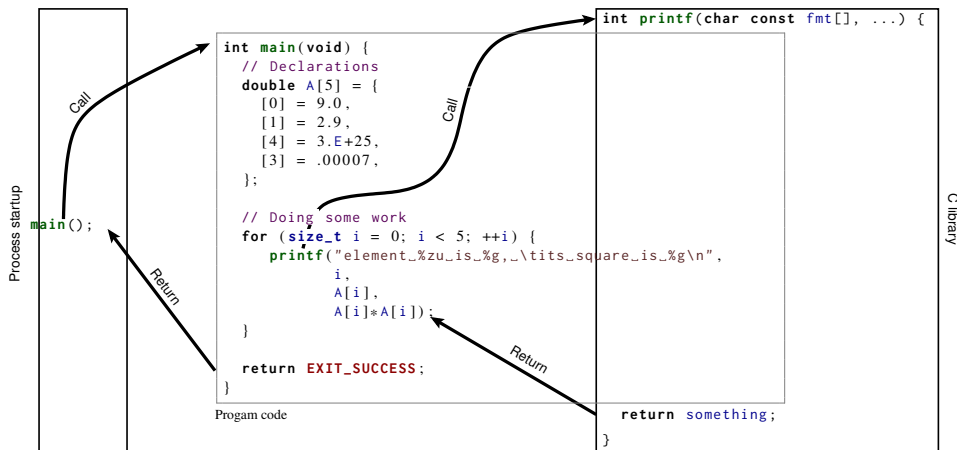 int printf(char const fmt[], ...) {
int main(void) {
// Declarations
double A[5] = {
[0] = 9.0,
[1] = 2.9,
[4] = 3.E+25,
[3] = .00007,
};
// Doing some work
for (size_t i = 0; i < 5; ++i) {
printf("element␣%zu␣is␣%g,␣\tits␣square␣is␣%g\n",
i,
A[i],
A[i]*A[i]);
}
return EXIT_SUCCESS;
}
Progam code
return something;
}
main();
Process startup
C library
Call
Call
Return
Return